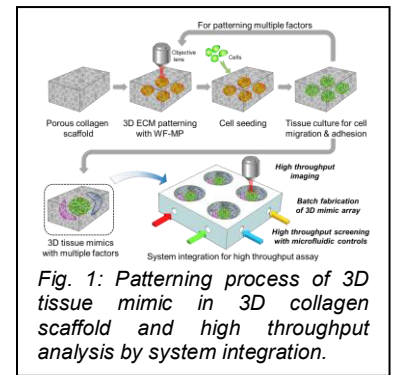 For patterning multiple factors
Objective
lens
Cells
Porous collagen
scaffold
3D ECM patterning
with WF-MP
Cell seeding
Tissue culture for cell
migration & adhesion
High throughput
imaging
Batch fabrication
of 3D mimic array
High throughput screening
with microfluidic controls
3D tissue mimics
with multiple factors
System integration for high throughput assay
Fig. 1: Patterning process of 3D
tissue mimic in 3D collagen
scaffold and high throughput
analysis by system integration.